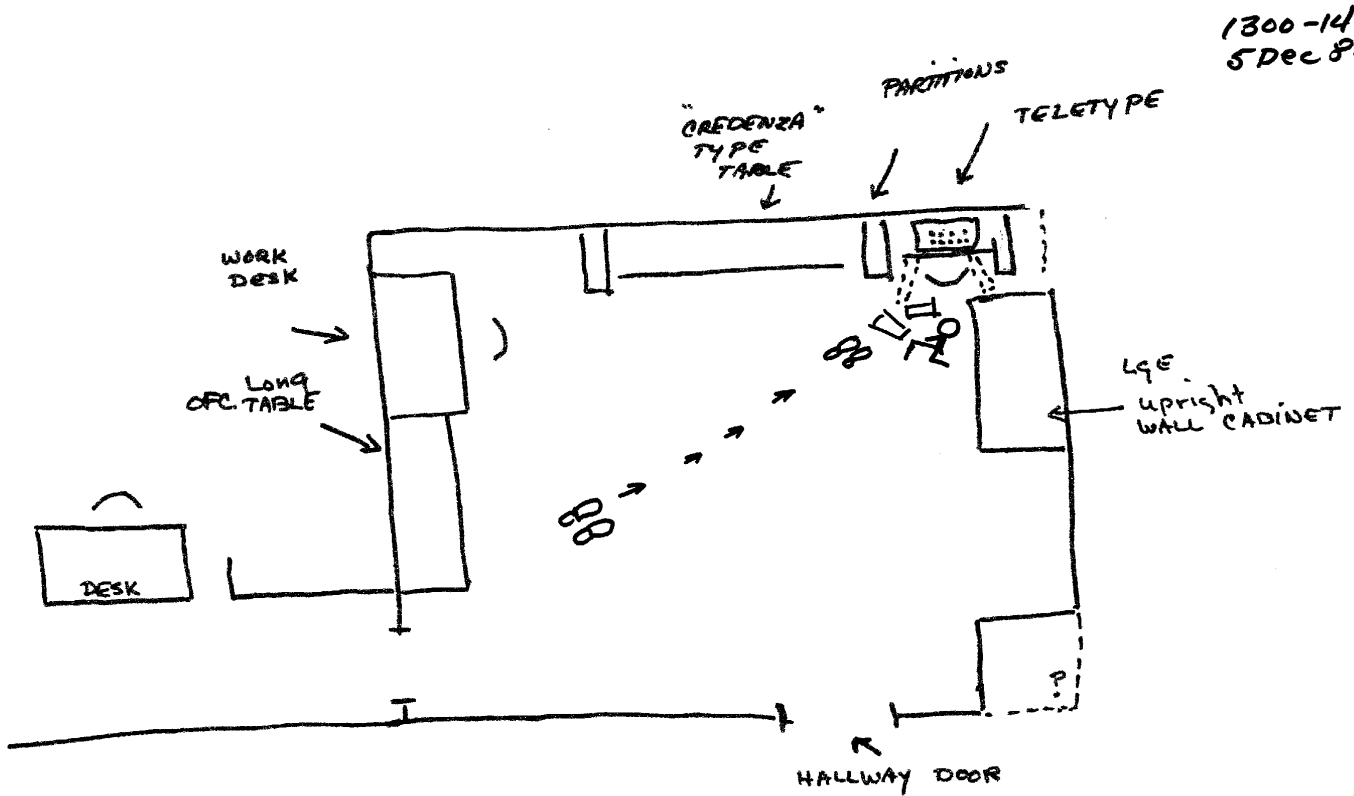 1300-14
5 Dec 8
PARTITIONS
TELETYPE
"CREDENZA"
TYPE
TABLE
WORK
DESK
LONG
OFC. TABLE
LGE
upright
WALL CABINET
DESK
?
HALLWAY DOOR